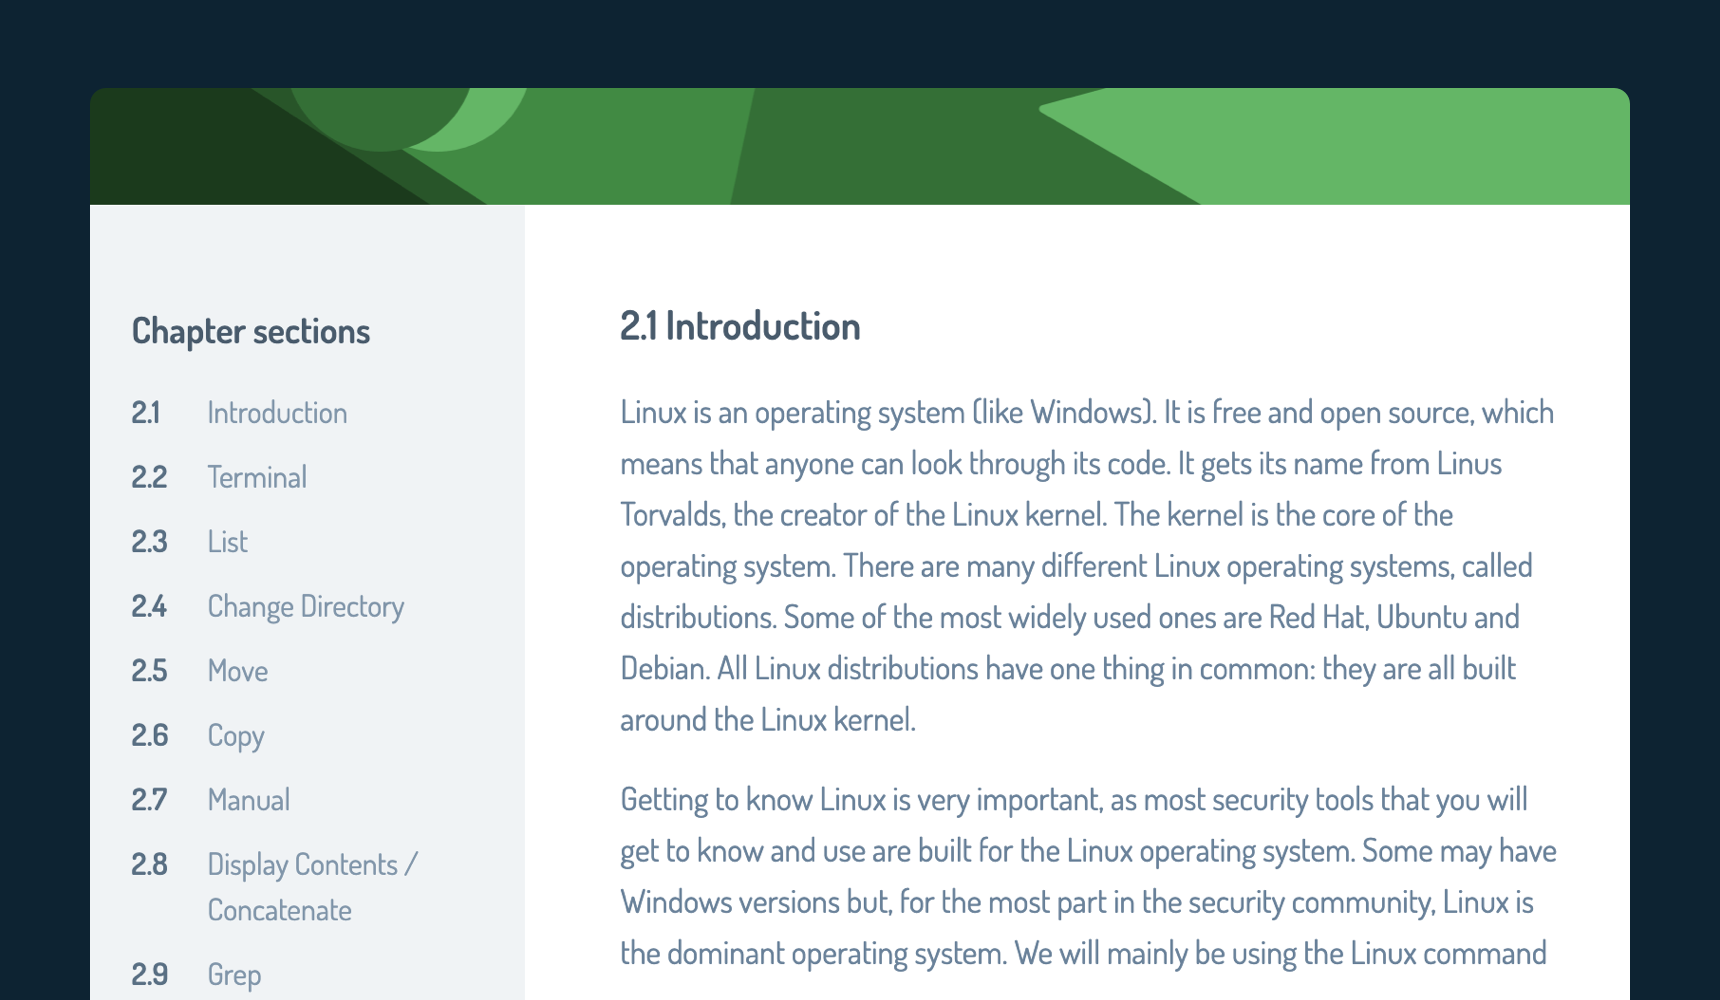 Chapter sections
2.1 Introduction
2.2 Terminal
2.3 List
2.4 Change Directory
2.5 Move
2.6 Copy
2.7 Manual
2.8 Display Contents /
Concatenate
2.9 Grep
2.1 Introduction
Linux is an operating system (like Windows). It is free and open source, which
means that anyone can look through its code. It gets its name from Linus
Torvalds, the creator of the Linux kernel. The kernel is the core of the
operating system. There are many different Linux operating systems, called
distributions. Some of the most widely used ones are Red Hat, Ubuntu and
Debian. All Linux distributions have one thing in common: they are all built
around the Linux kernel.
Getting to know Linux is very important, as most security tools that you will
get to know and use are built for the Linux operating system. Some may have
Windows versions but, for the most part in the security community, Linux is
the dominant operating system. We will mainly be using the Linux command